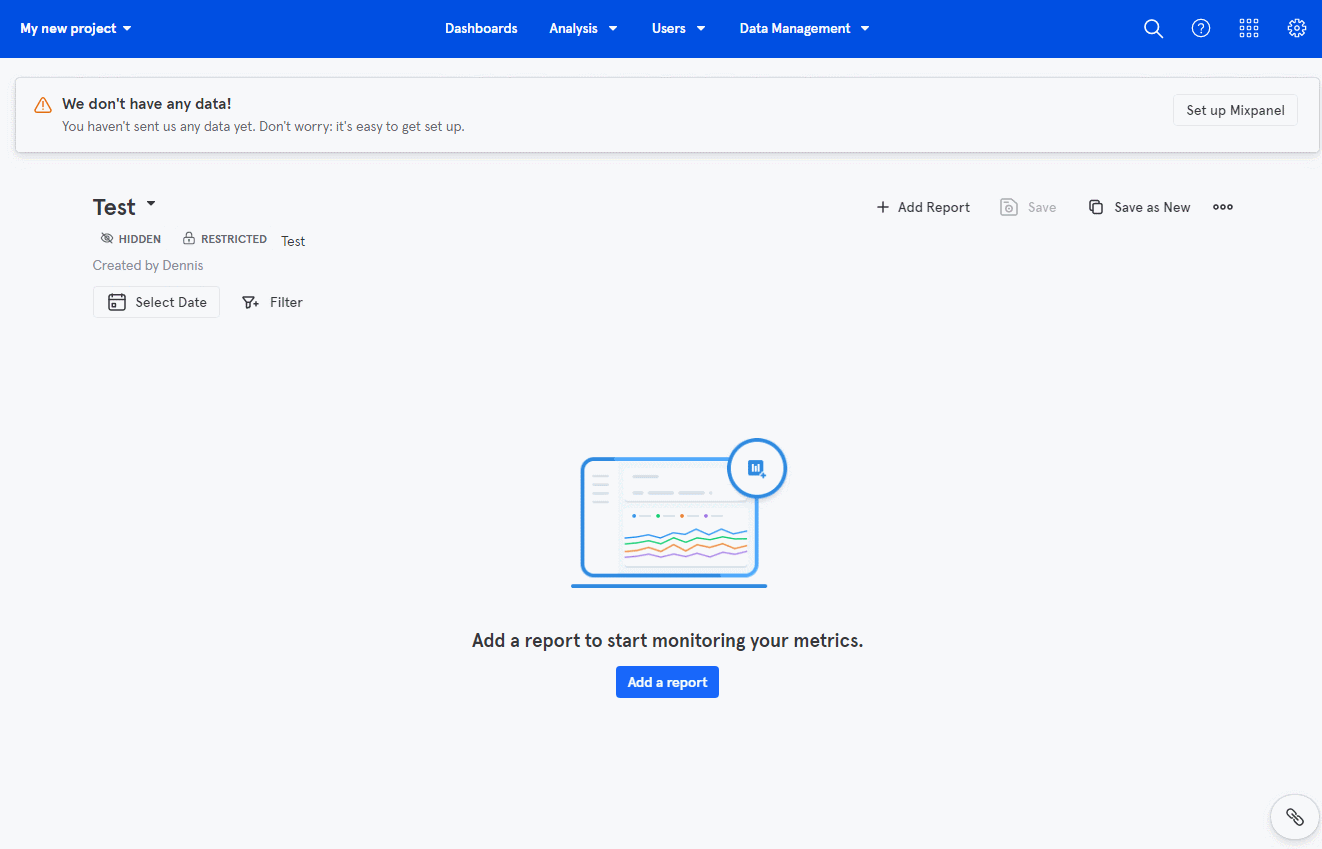 My new project
Dashboards Analysis Users Data Management
We don't have any data!
You haven't sent us any data yet. Don't worry: it's easy to get set up.
Set up Mixpanel
Test
Add Report Save Save as New
HIDDEN RESTRICTED Test
Created by Dennis
Select Date Filter
Add a report to start monitoring your metrics.
Add a report